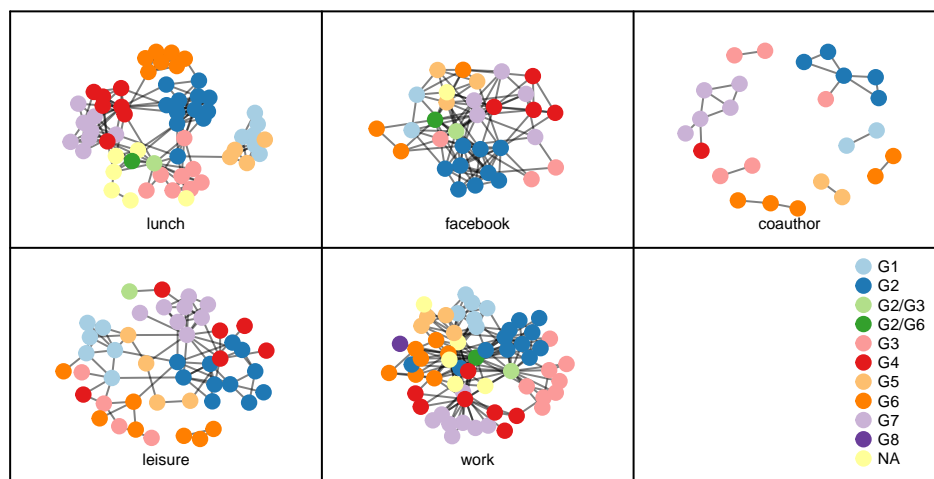 lunch
facebook
coauthor
leisure
work
G1
G2
G2/G3
G2/G6
G3
G4
G5
G6
G7
G8
NA